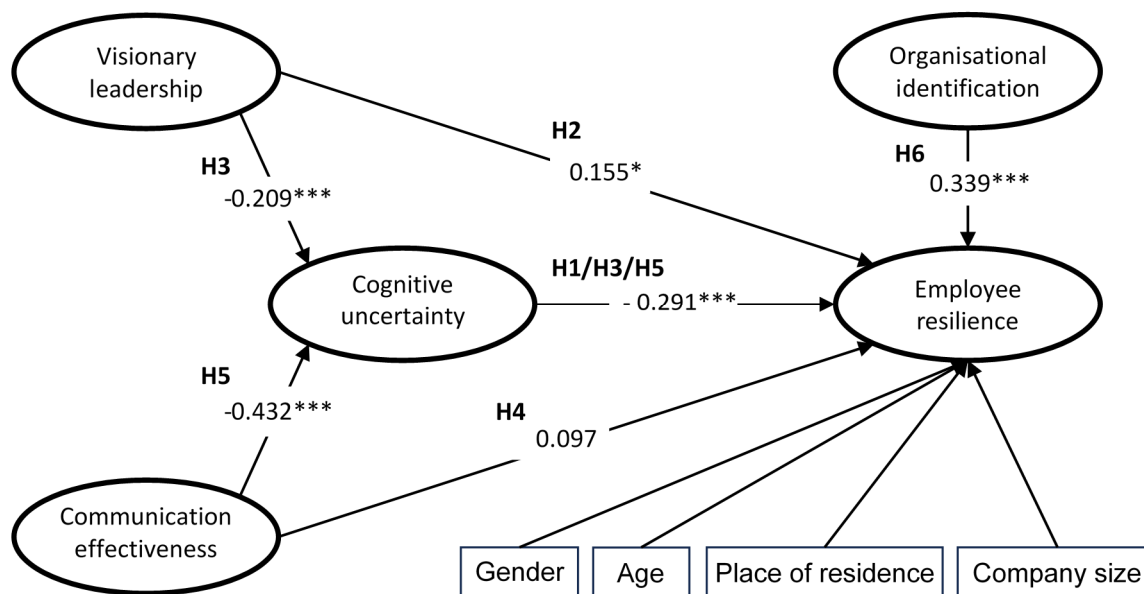 Visionary
leadership
Organisational
identification
H2
0.155*
H3
-0.209***
H6
0.339***
Cognitive
uncertainty
H1/H3/H5
- 0.291***
Employee
resilience
H5
-0.432***
H4
0.097
Communication
effectiveness
Gender
Age
Place of residence
Company size